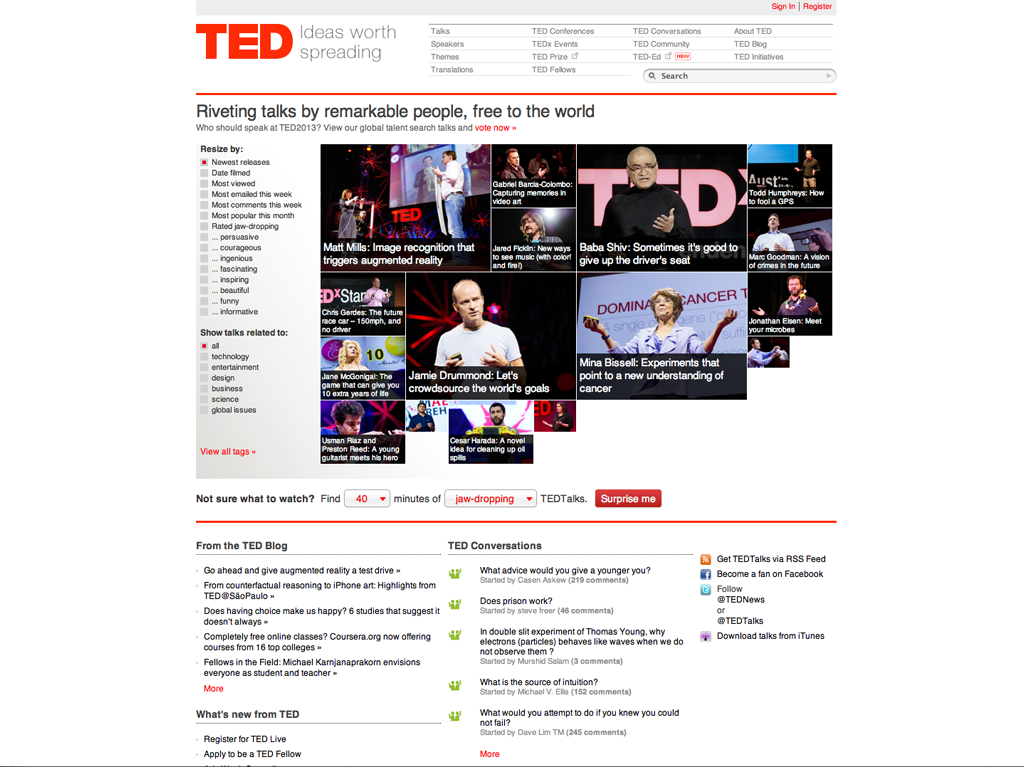 Sign In | Register
TED Ideas worth
spreading
Talks
Speakers
Themes
Translations
TED Conferences
TEDx Events
TED Prize
TED Fellows
TED Conversations
TED Community
TED-Ed NEW
About TED
TED Blog
TED Initiatives
Search
Riveting talks by remarkable people, free to the world
Who should speak at TED2013? View our global talent search talks and vote now »
Resize by:
Newest releases
Date filmed
Most viewed
Most emailed this week
Most comments this week
Most popular this month
Rated jaw-dropping
... persuasive
... courageous
... ingenious
... fascinating
... inspiring
... beautiful
... funny
... informative
Show talks related to:
all
technology
entertainment
design
business
science
global issues
View all tags »
TED
Matt Mills: Image recognition that
triggers augmented reality
Gabriel Barcia-Colombo:
Capturing memories in
video art
Jared Ficklin: New ways
to see music (with color!
and fire!)
TEDx
Baba Shiv: Sometimes it's good to
give up the driver's seat
Austin
Todd Humphreys: How
to fool a GPS
Marc Goodman: A vision
of crimes in the future
DxStan
Chris Gerdes: The future
race car – 150mph, and
no driver
10
Jane McGonigal: The
game that can give you
10 extra years of life
Jamie Drummond: Let's
crowdsource the world's goals
DOMINA CANCER T
Mina Bissell: Experiments that
point to a new understanding of
cancer
Jonathan Eisen: Meet
your microbes
Usman Riaz and
Preston Reed: A young
guitarist meets his hero
Cesar Harada: A novel
idea for cleaning up oil
spills
Not sure what to watch? Find 40 minutes of jaw-dropping TEDTalks. Surprise me
From the TED Blog
Go ahead and give augmented reality a test drive »
From counterfactual reasoning to iPhone art: Highlights from
TED@SãoPaulo »
Does having choice make us happy? 6 studies that suggest it
doesn't always »
Completely free online classes? Coursera.org now offering
courses from 16 top colleges »
Fellows in the Field: Michael Karnjanaprakorn envisions
everyone as student and teacher »
More
What's new from TED
Register for TED Live
Apply to be a TED Fellow
TED Conversations
What advice would you give a younger you?
Started by Casen Askew (219 comments)
Does prison work?
Started by steve freer (46 comments)
In double slit experiment of Thomas Young, why
electrons (particles) behaves like waves when we do
not observe them ?
Started by Murshid Salam (3 comments)
What is the source of intuition?
Started by Michael V. Ellis (152 comments)
What would you attempt to do if you knew you could
not fail?
Started by Dave Lim TM (245 comments)
More
Get TEDTalks via RSS Feed
Become a fan on Facebook
Follow
@TEDNews
or
@TEDTalks
Download talks from iTunes